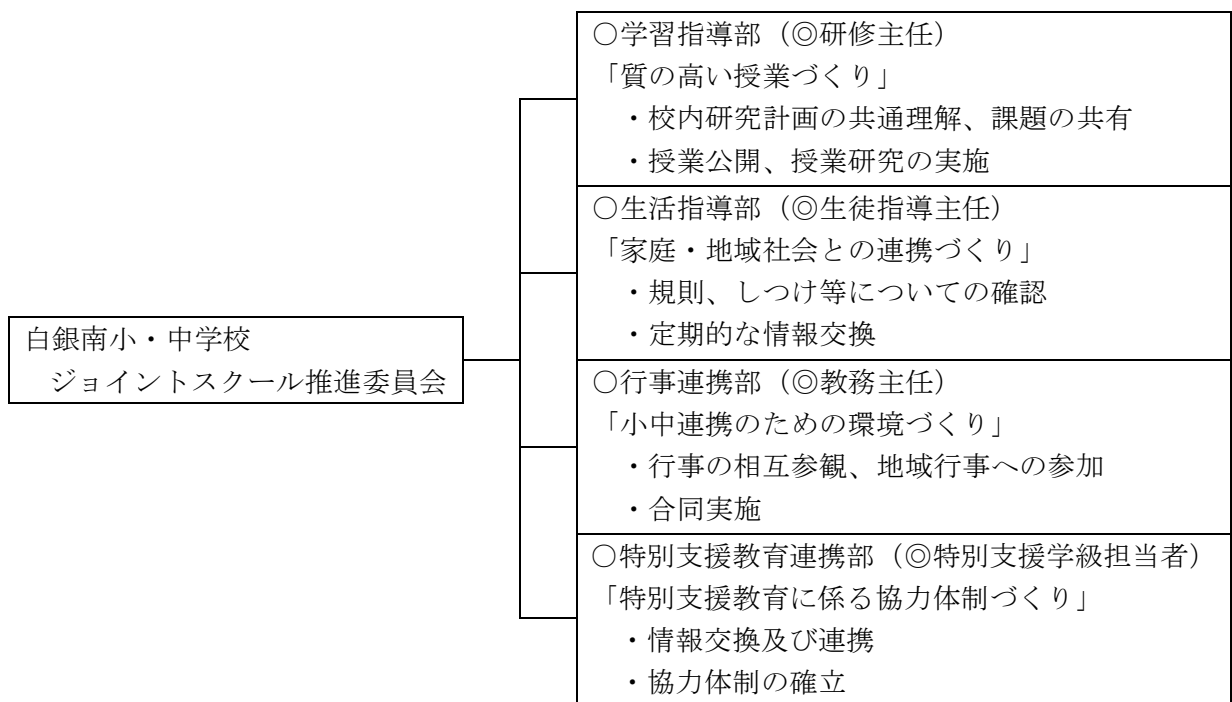 白銀南小・中学校
ジョイントスクール推進委員会
○学習指導部（◎研修主任）
「質の高い授業づくり」
・校内研究計画の共通理解、課題の共有
・授業公開、授業研究の実施
○生活指導部（◎生徒指導主任）
「家庭・地域社会との連携づくり」
・規則、しつけ等についての確認
・定期的な情報交換
○行事連携部（◎教務主任）
「小中連携のための環境づくり」
・行事の相互参観、地域行事への参加
・合同実施
○特別支援教育連携部（◎特別支援学級担当者）
「特別支援教育に係る協力体制づくり」
・情報交換及び連携
・協力体制の確立